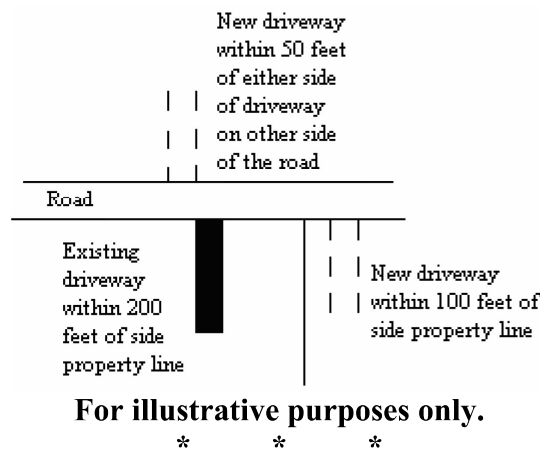 New driveway
within 50 feet
of either side
of driveway
on other side
of the road
Road
Existing
driveway
within 200
feet of side
property line
New driveway
within 100 feet of
side property line
For illustrative purposes only.
* * *